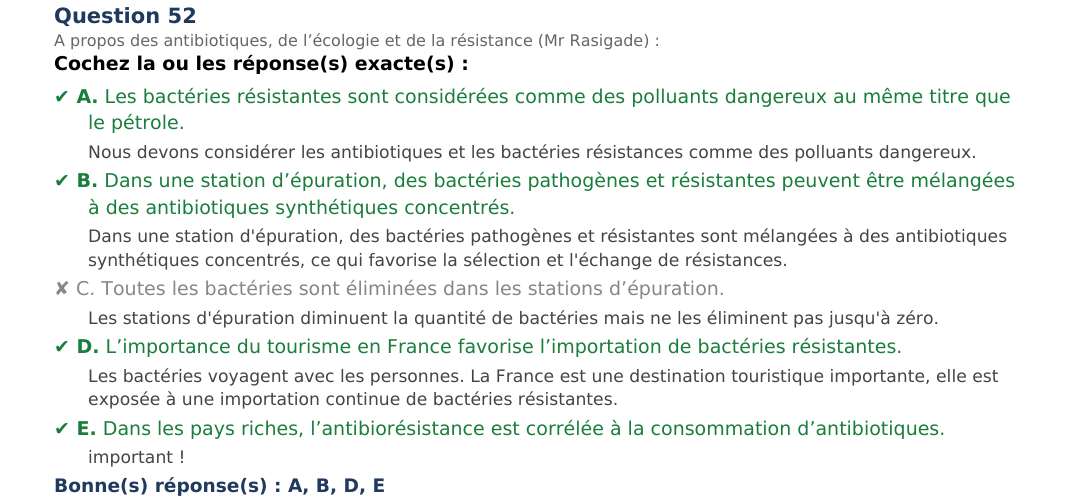 Question 52
A propos des antibiotiques, de l’écologie et de la résistance (Mr Rasigade) :
Cochez la ou les réponse(s) exacte(s) :
✔ A. Les bactéries résistantes sont considérées comme des polluants dangereux au même titre que
le pétrole.
Nous devons considérer les antibiotiques et les bactéries résistances comme des polluants dangereux.
✔ B. Dans une station d’épuration, des bactéries pathogènes et résistantes peuvent être mélangées
à des antibiotiques synthétiques concentrés.
Dans une station d'épuration, des bactéries pathogènes et résistantes sont mélangées à des antibiotiques
synthétiques concentrés, ce qui favorise la sélection et l'échange de résistances.
✘ C. Toutes les bactéries sont éliminées dans les stations d’épuration.
Les stations d'épuration diminuent la quantité de bactéries mais ne les éliminent pas jusqu'à zéro.
✔ D. L’importance du tourisme en France favorise l’importation de bactéries résistantes.
Les bactéries voyagent avec les personnes. La France est une destination touristique importante, elle est
exposée à une importation continue de bactéries résistantes.
✔ E. Dans les pays riches, l’antibiorésistance est corrélée à la consommation d’antibiotiques.
important !
Bonne(s) réponse(s) : A, B, D, E